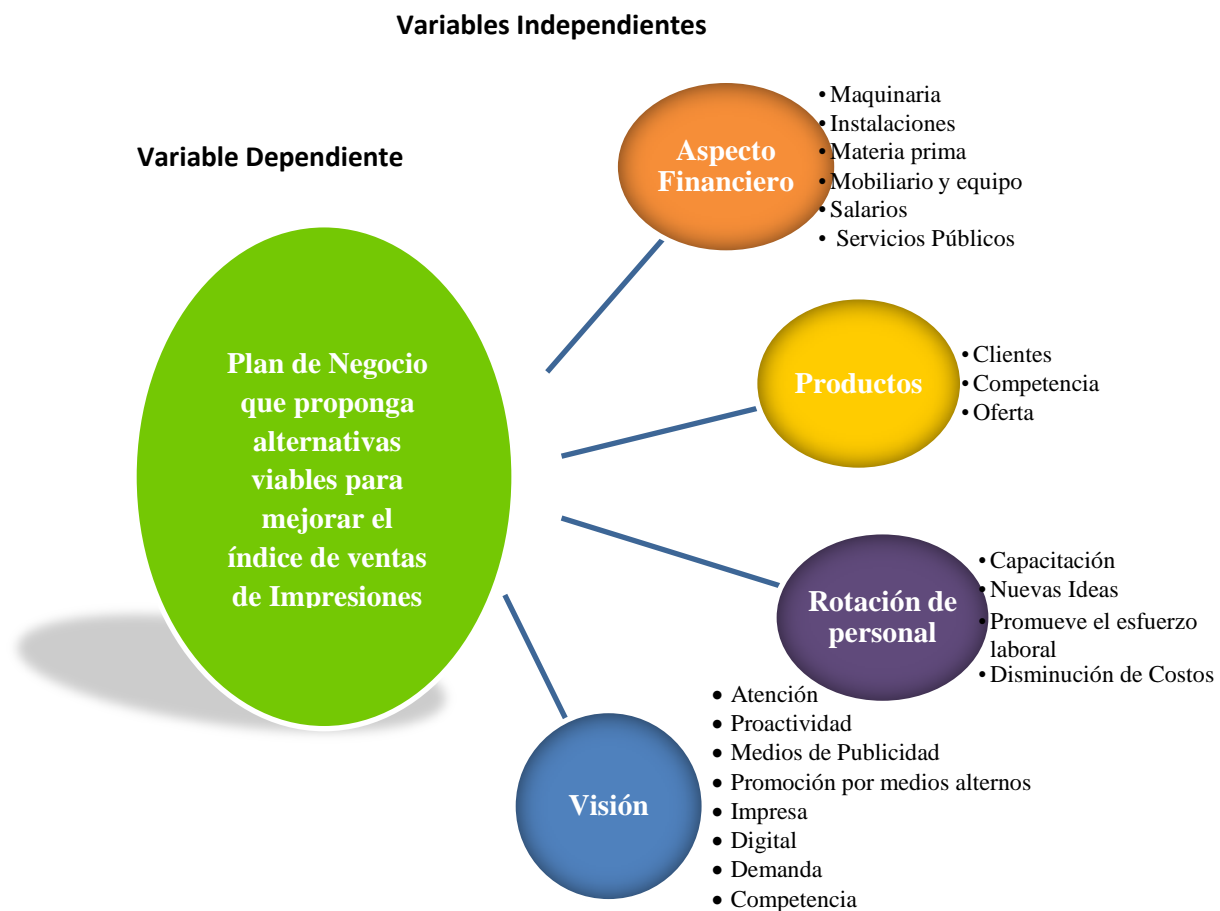 Variables Independientes
Variable Dependiente
Plan de Negocio
que proponga
alternativas
viables para
mejorar el
índice de ventas
de Impresiones
Aspecto
Financiero
• Maquinaria
• Instalaciones
• Materia prima
• Mobiliario y equipo
• Salarios
• Servicios Públicos
Productos
• Clientes
• Competencia
• Oferta
Rotación de
personal
• Capacitación
• Nuevas Ideas
• Promueve el esfuerzo
laboral
• Disminución de Costos
Visión
• Atención
• Proactividad
• Medios de Publicidad
• Promoción por medios alternos
• Impresa
• Digital
• Demanda
• Competencia